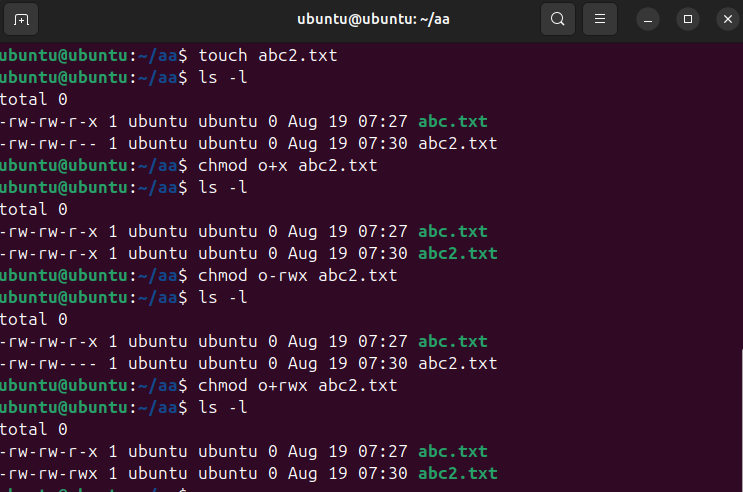 ubuntu@ubuntu: ~/aa
ubuntu@ubuntu:~/aa$ touch abc2.txt
ubuntu@ubuntu:~/aa$ ls -l
total 0
-rw-rw-r-x 1 ubuntu ubuntu 0 Aug 19 07:27 abc.txt
-rw-rw-r-- 1 ubuntu ubuntu 0 Aug 19 07:30 abc2.txt
ubuntu@ubuntu:~/aa$ chmod o+x abc2.txt
ubuntu@ubuntu:~/aa$ ls -l
total 0
-rw-rw-r-x 1 ubuntu ubuntu 0 Aug 19 07:27 abc.txt
-rw-rw-r-x 1 ubuntu ubuntu 0 Aug 19 07:30 abc2.txt
ubuntu@ubuntu:~/aa$ chmod o-rwx abc2.txt
ubuntu@ubuntu:~/aa$ ls -l
total 0
-rw-rw-r-x 1 ubuntu ubuntu 0 Aug 19 07:27 abc.txt
-rw-rw---- 1 ubuntu ubuntu 0 Aug 19 07:30 abc2.txt
ubuntu@ubuntu:~/aa$ chmod o+rwx abc2.txt
ubuntu@ubuntu:~/aa$ ls -l
total 0
-rw-rw-r-x 1 ubuntu ubuntu 0 Aug 19 07:27 abc.txt
-rw-rw-rwx 1 ubuntu ubuntu 0 Aug 19 07:30 abc2.txt